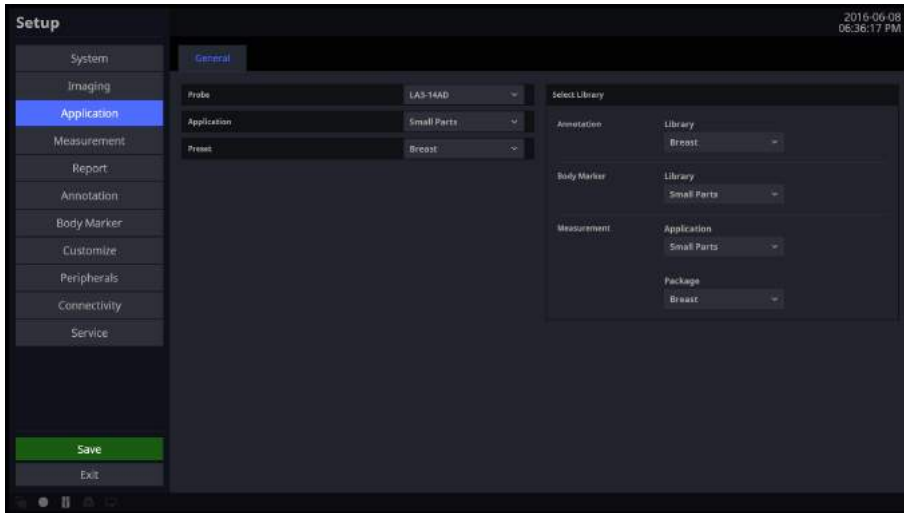 Setup
2016-06-08
06:36:17 PM
System
Imaging
Application
Measurement
Report
Annotation
Body Marker
Customize
Peripherals
Connectivity
Service
Save
Exit
General
Probe
LA3-14AD
Application
Small Parts
Preset
Breast
Select Library
Annotation
Library
Breast
Body Marker
Library
Small Parts
Measurement
Application
Small Parts
Package
Breast